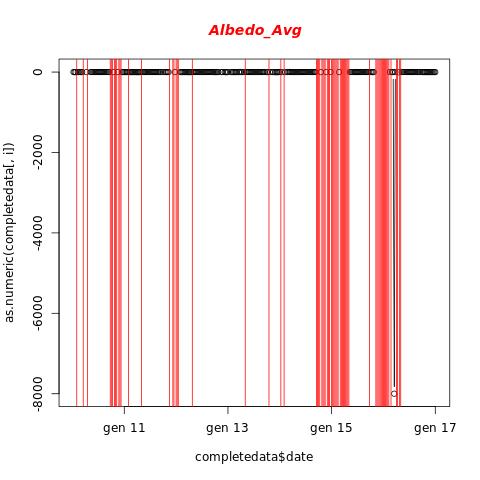 Albedo_Avg
as.numeric(completedata[, i])
0
-2000
-4000
-6000
-8000
gen 11
gen 13
gen 15
gen 17
completedata$date